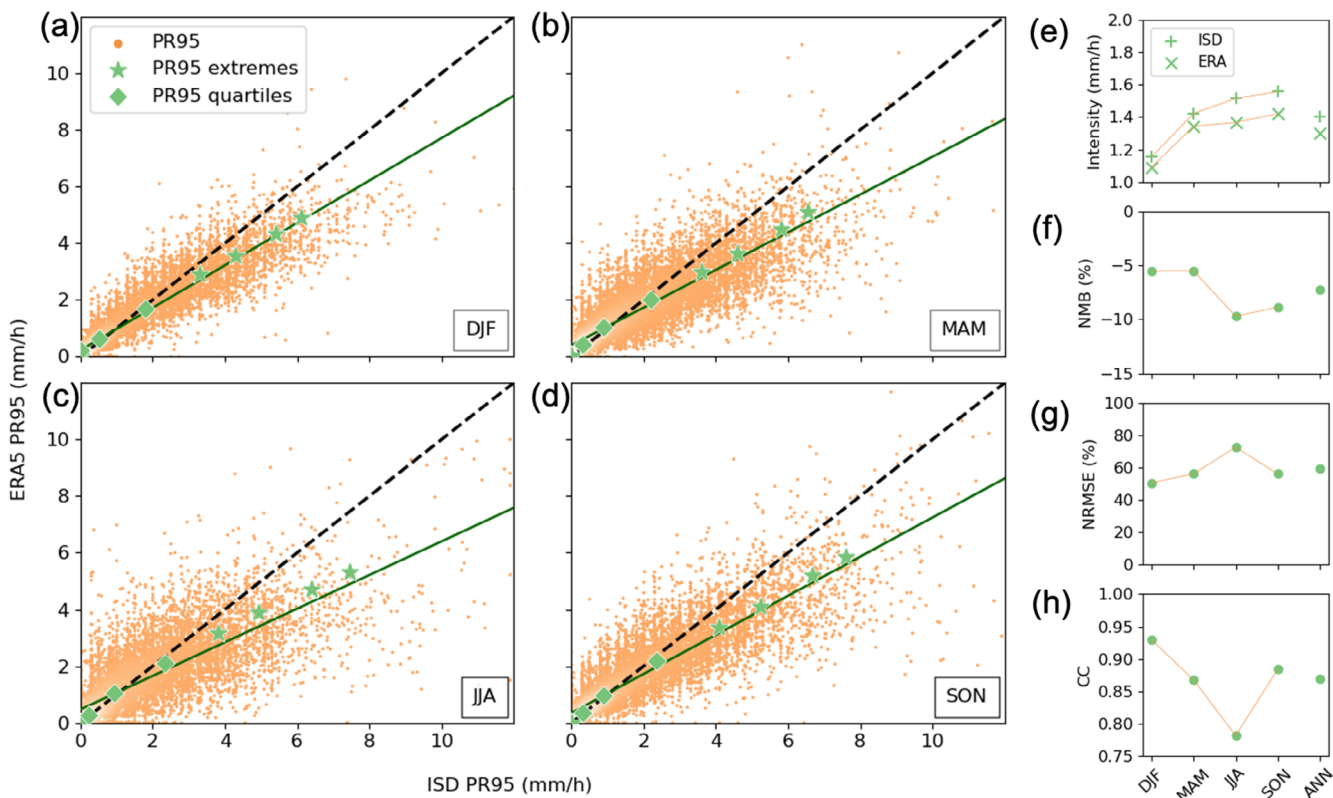 (a)
PR95
PR95 extremes
PR95 quartiles
10
8
6
4
2
0
DJF
(b)
MAM
(c)
10
8
6
4
2
0
0 2 4 6 8 10
JJA
(d)
0 2 4 6 8 10
SON
ERA5 PR95 (mm/h)
ISD PR95 (mm/h)
(e)
2.0
1.8
1.6
1.4
1.2
1.0
Intensity (mm/h)
ISD
ERA
(f)
0
−5
−10
−15
NMB (%)
(g)
100
80
60
40
20
0
NRMSE (%)
(h)
1.00
0.95
0.90
0.85
0.80
0.75
CC
DJF MAM JJA SON ANN